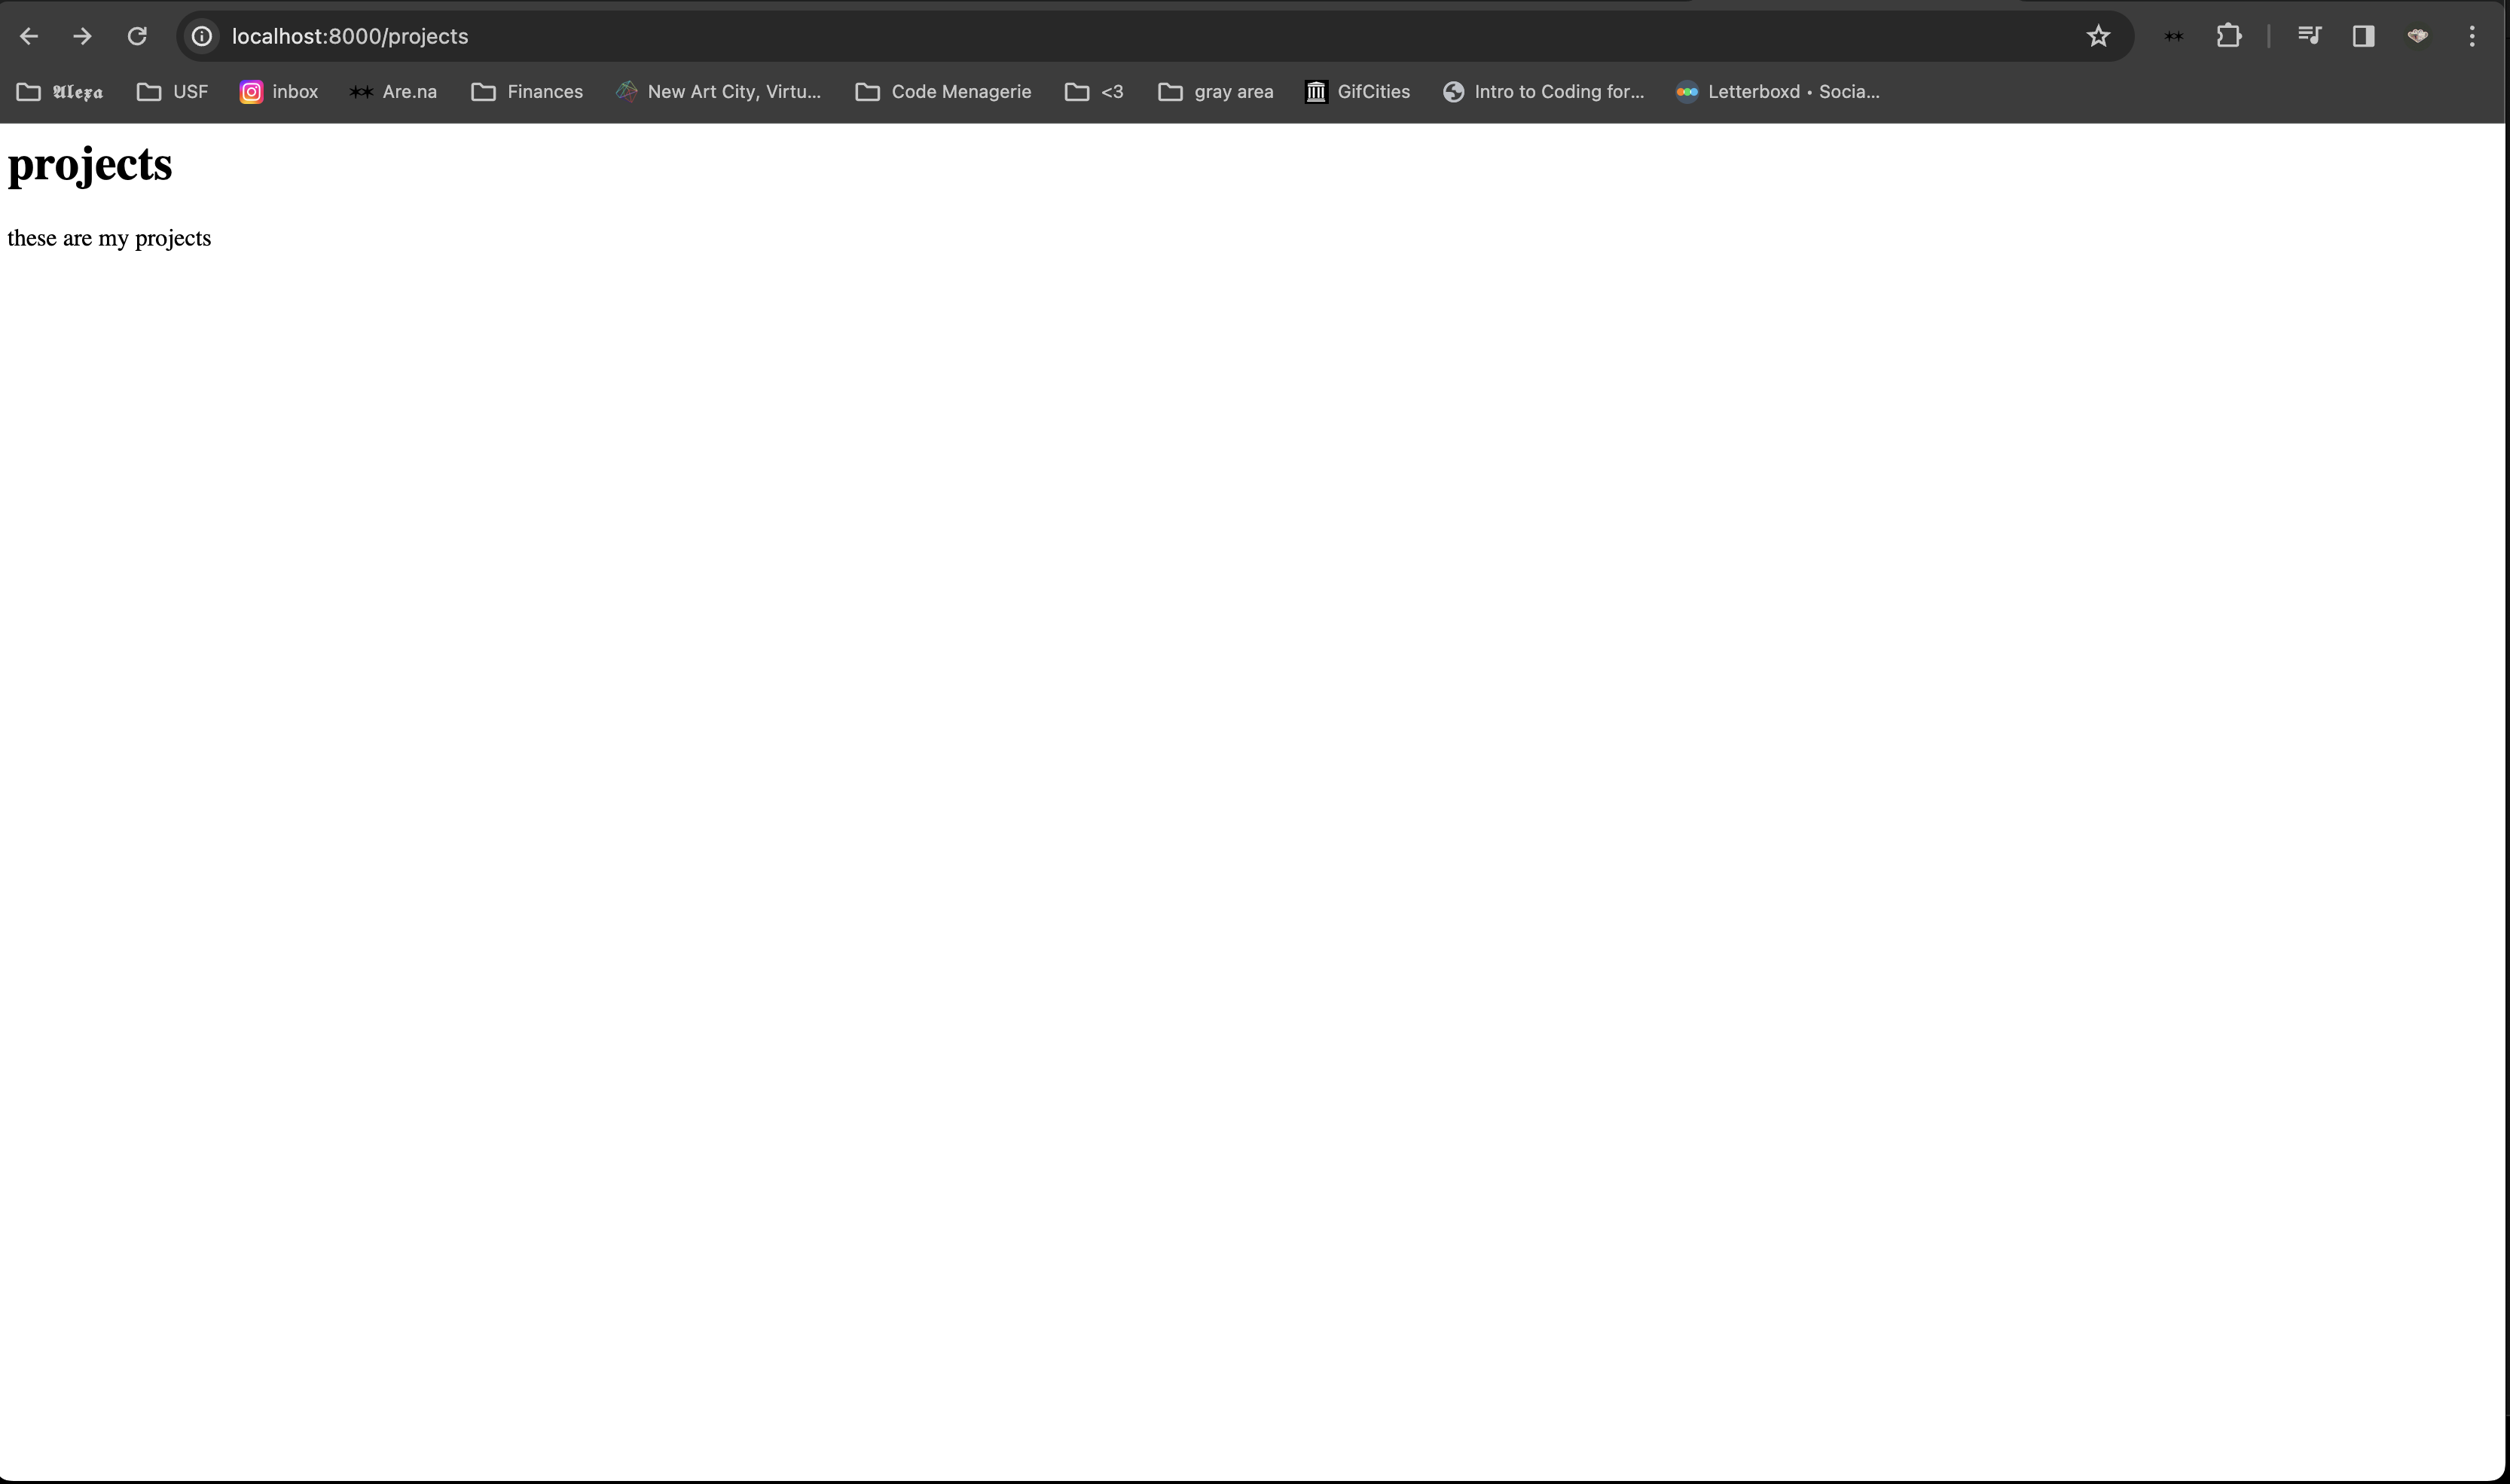 localhost:8000/projects
𝕬𝖑𝖊𝖝𝖆 USF inbox Are.na Finances New Art City, Virtu... Code Menagerie <3 gray area GifCities Intro to Coding for... Letterboxd • Socia...
projects
these are my projects